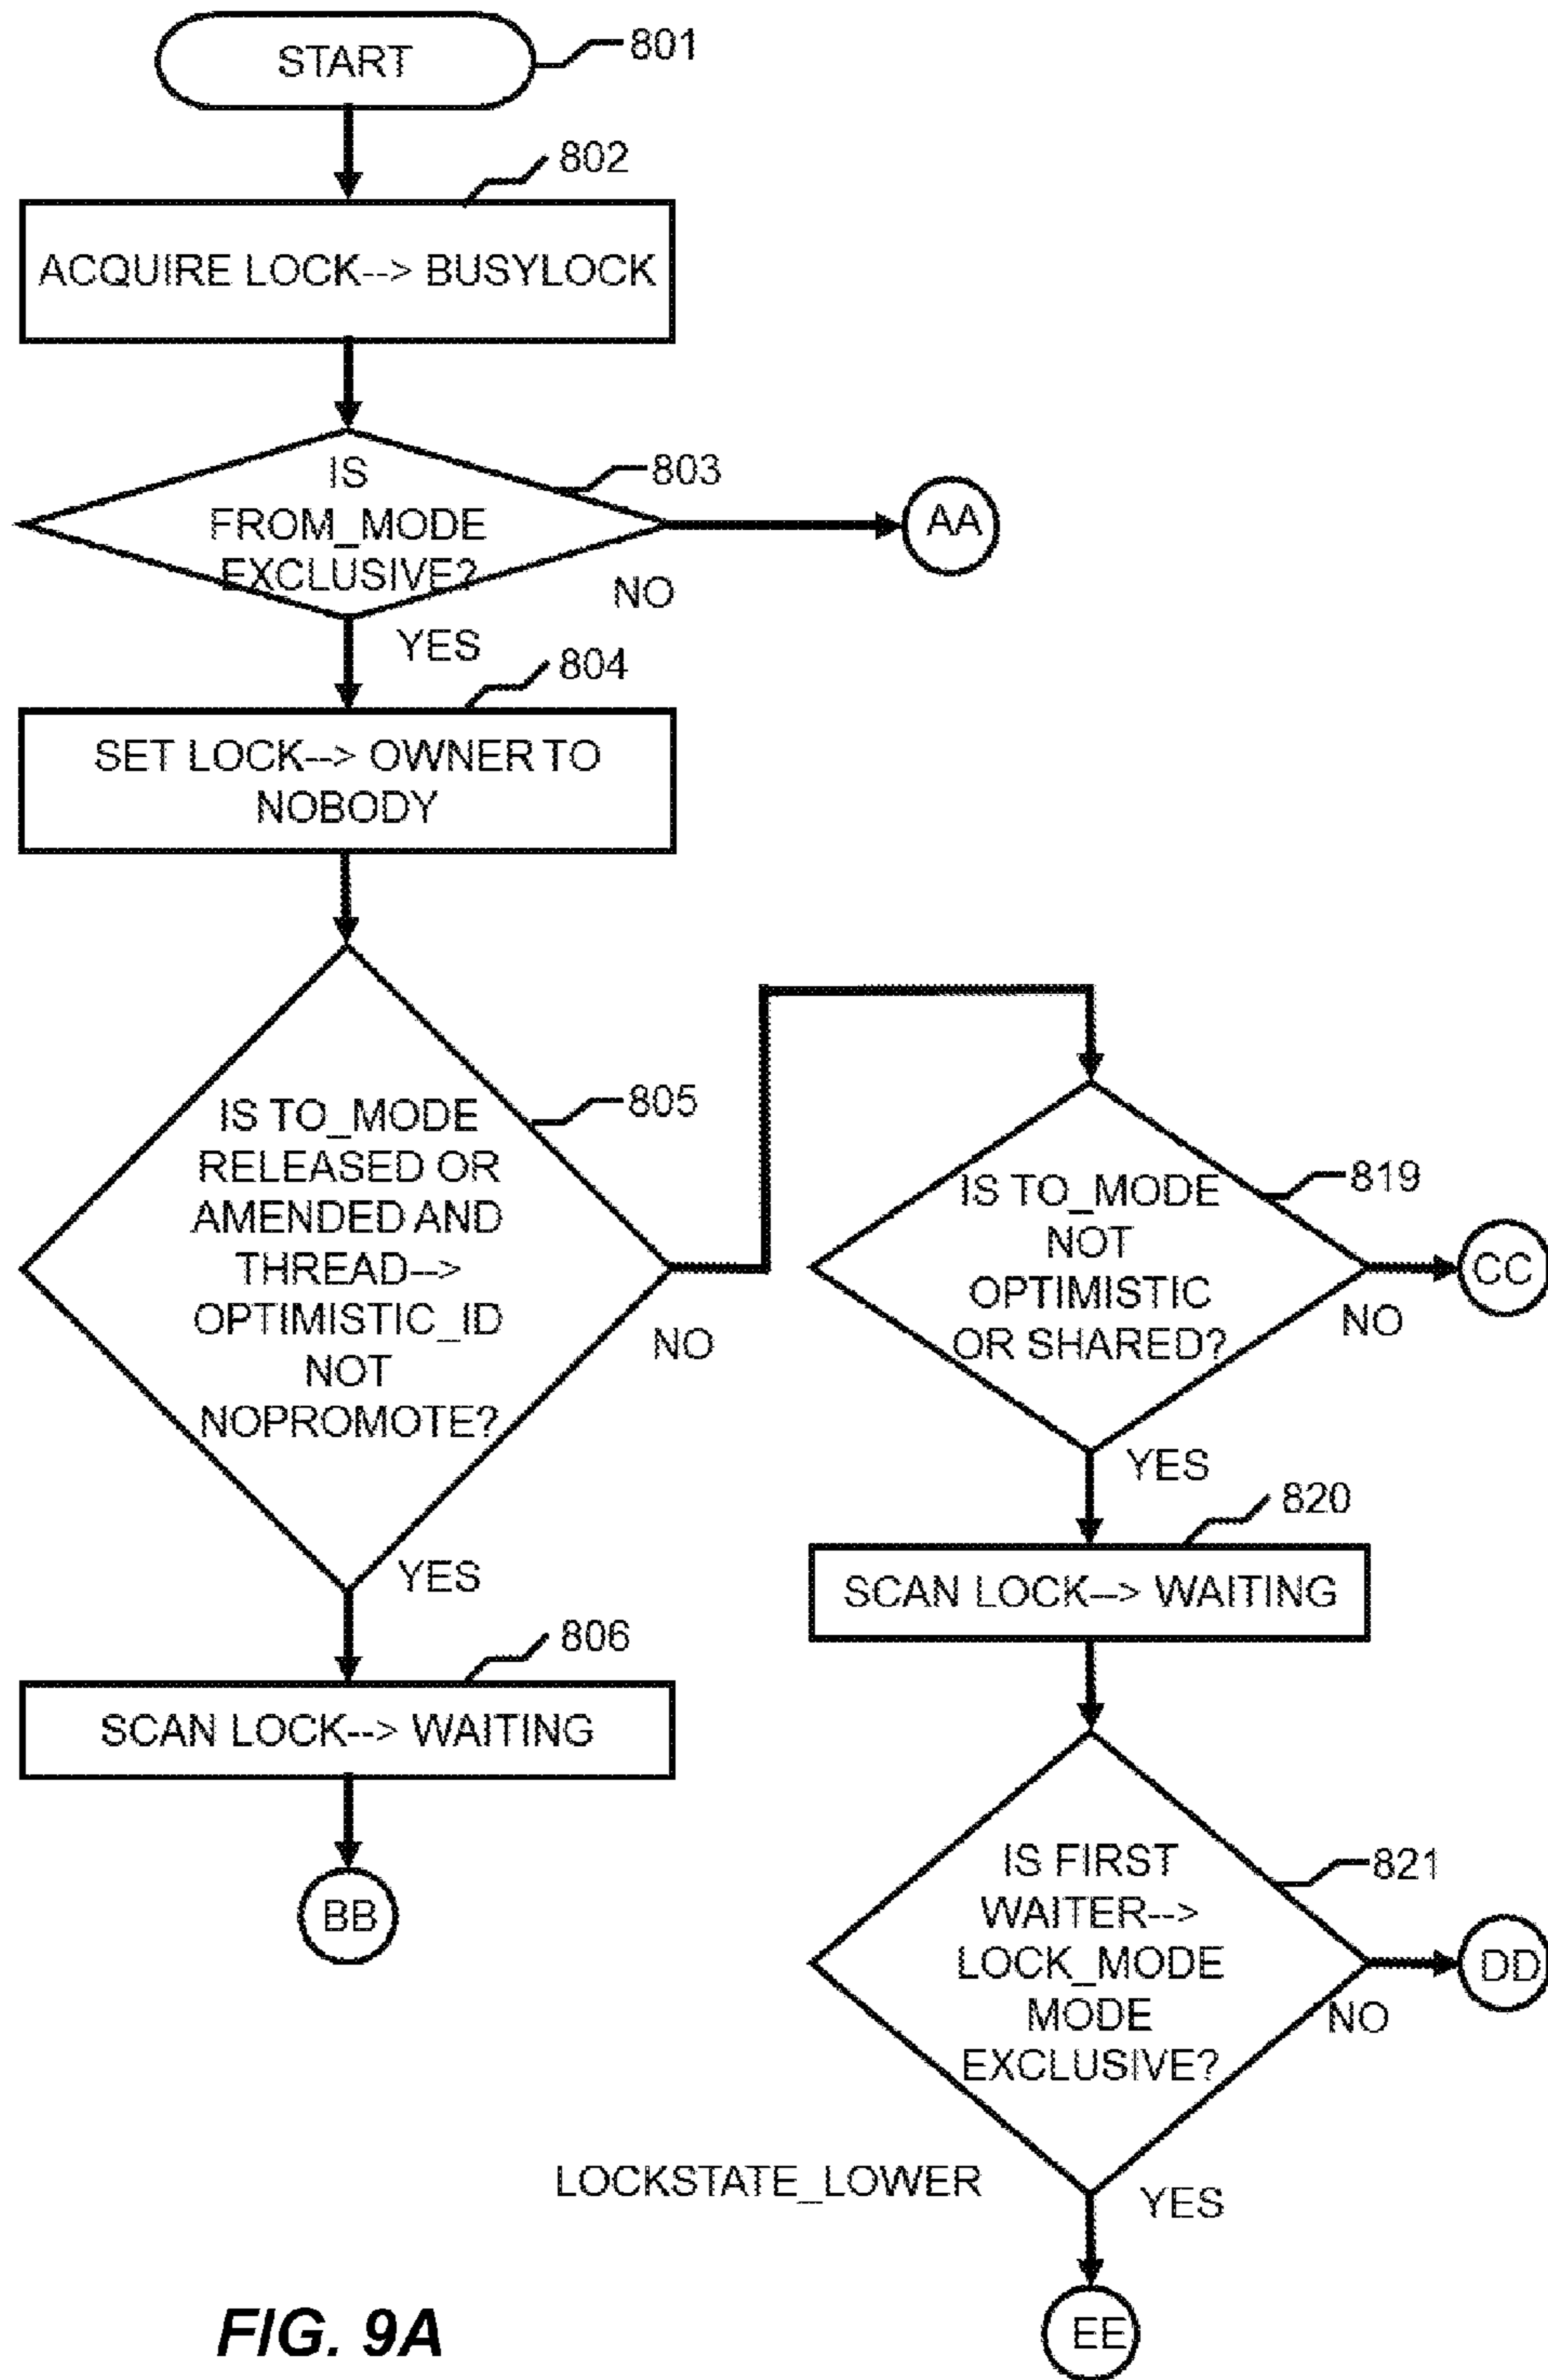 START
801
802
ACQUIRE LOCK--> BUSYLOCK
IS
FROM_MODE
EXCLUSIVE?
803
AA
NO
YES
804
SET LOCK--> OWNER TO
NOBODY
IS TO_MODE
RELEASED OR
AMENDED AND
THREAD-->
OPTIMISTIC_ID
NOT
NOPROMOTE?
805
NO
YES
806
SCAN LOCK--> WAITING
BB
IS TO_MODE
NOT
OPTIMISTIC
OR SHARED?
819
CC
NO
YES
820
SCAN LOCK--> WAITING
IS FIRST
WAITER-->
LOCK_MODE
MODE
EXCLUSIVE?
821
DD
NO
LOCKSTATE_LOWER
YES
EE
FIG. 9A